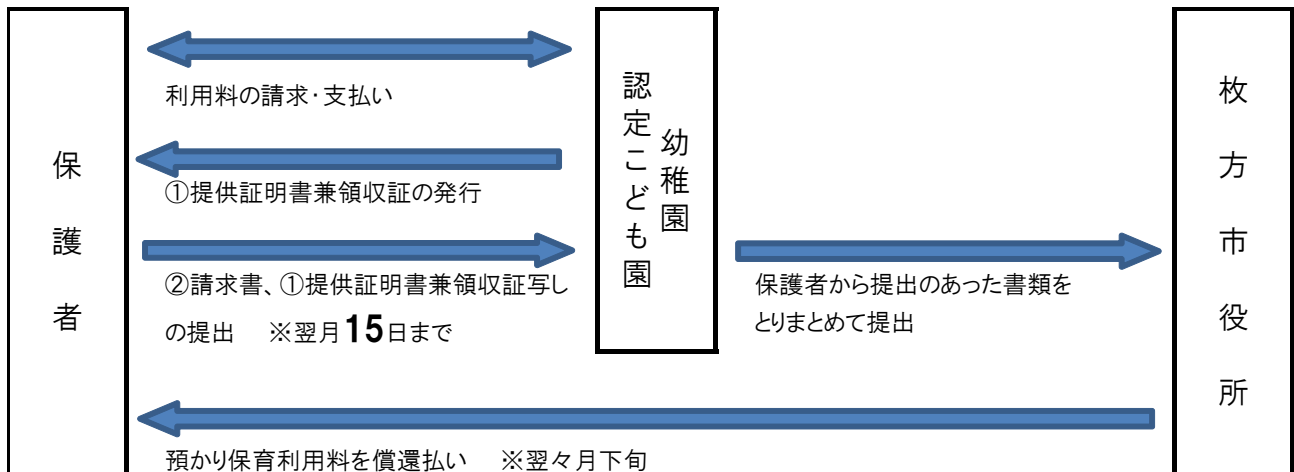 保護者
利用料の請求・支払い
①提供証明書兼領収証の発行
②請求書、①提供証明書兼領収証写し
の提出　※翌月15日まで
幼稚園
認定こども園
保護者から提出のあった書類を
とりまとめて提出
枚方市役所
預かり保育利用料を償還払い　※翌々月下旬